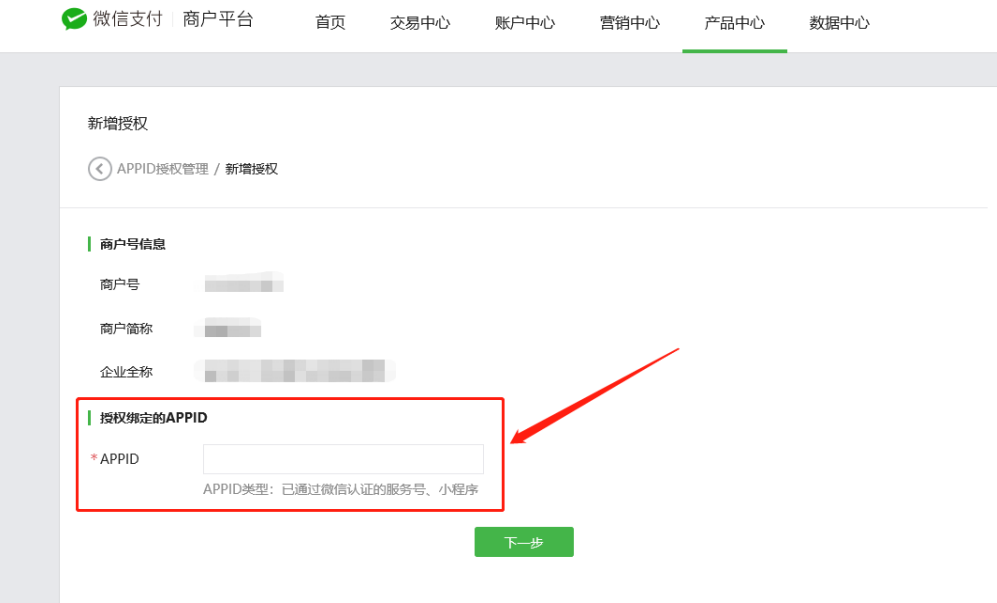 微信支付 商户平台 首页 交易中心 账户中心 营销中心 产品中心 数据中心
新增授权
APPID授权管理 / 新增授权
商户号信息
商户号
商户简称
企业全称
授权绑定的APPID
*APPID
APPID类型：已通过微信认证的服务号、小程序
下一步